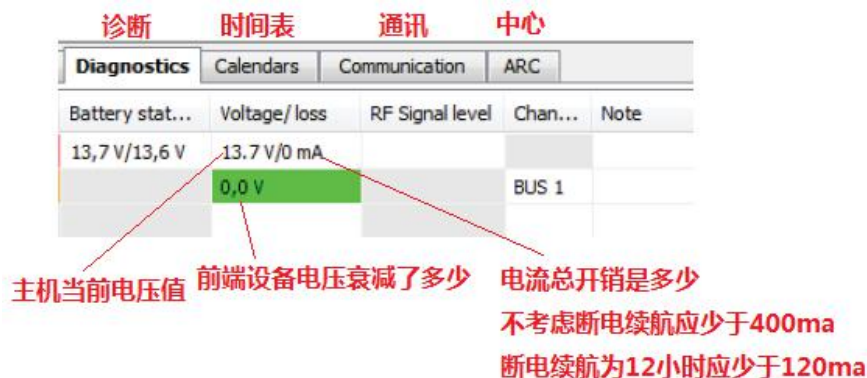 诊断 时间表 通讯 中心
Diagnostics Calendars Communication ARC
Battery stat... Voltage/loss RF Signal level Chan... Note
13,7 V/13,6 V 13.7 V/0 mA
0,0 V BUS 1
主机当前电压值 前端设备电压衰减了多少 电流总开销是多少
不考虑断电续航应少于400ma
断电续航为12小时应少于120ma